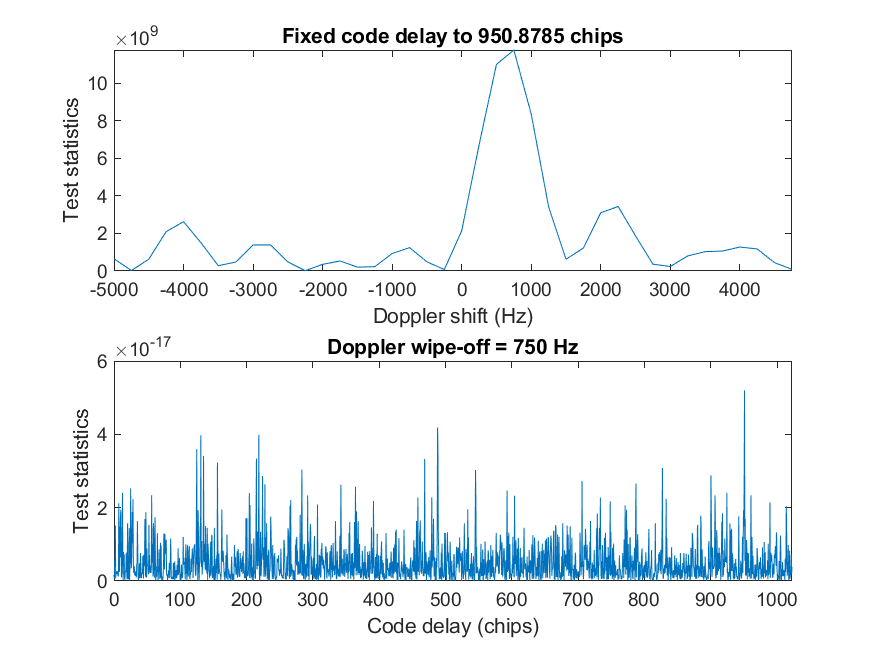 ×10^9
Fixed code delay to 950.8785 chips
Test statistics
10
8
6
4
2
0
-5000 -4000 -3000 -2000 -1000 0 1000 2000 3000 4000
Doppler shift (Hz)
×10^-17
Doppler wipe-off = 750 Hz
Test statistics
6
4
2
0
0 100 200 300 400 500 600 700 800 900 1000
Code delay (chips)